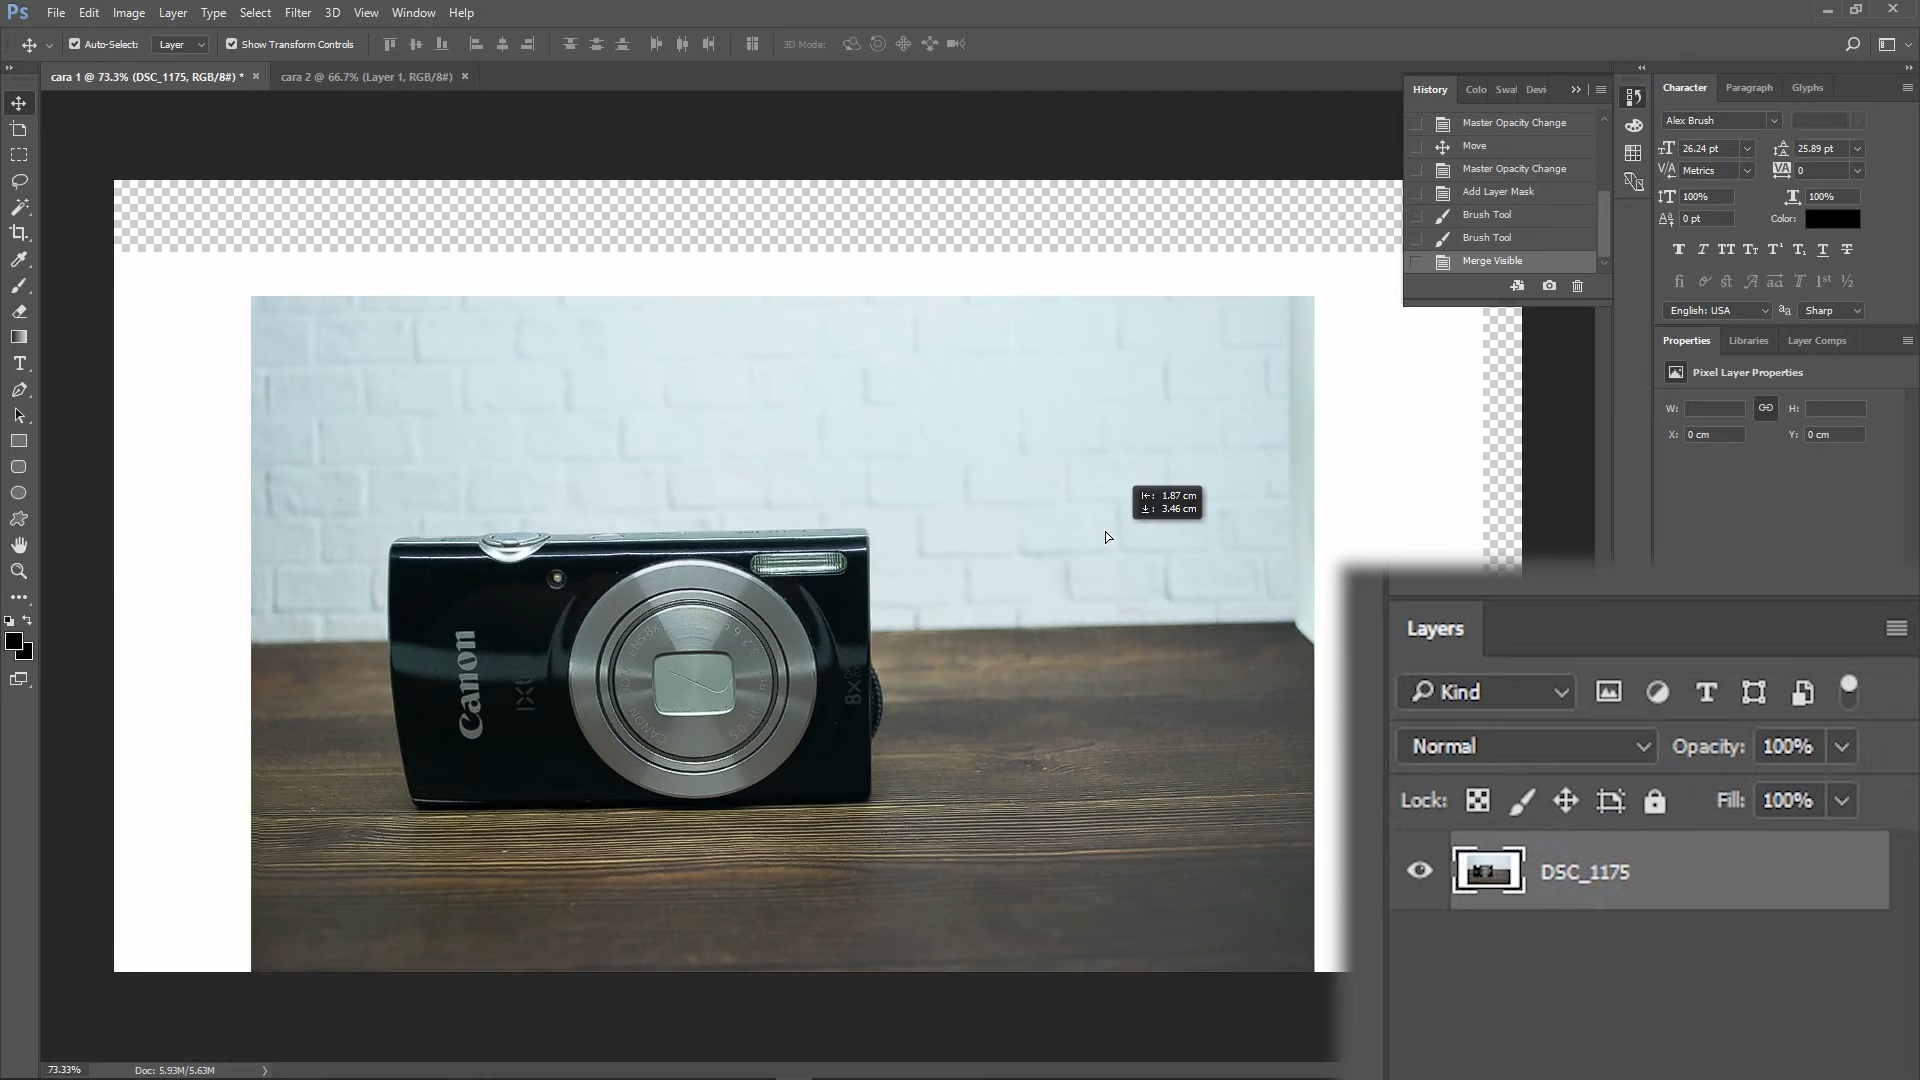 Ps File Edit Image Layer Type Select Filter 3D View Window Help
Auto-Select: Layer Show Transform Controls 3D Mode:
cara 1 @ 73.3% (DSC_1175, RGB/8#) * × cara 2 @ 66.7% (Layer 1, RGB/8#) ×
History Colo Swat Devi
Master Opacity Change
Move
Master Opacity Change
Add Layer Mask
Brush Tool
Brush Tool
Merge Visible
Character Paragraph Glyphs
Alex Brush
26.24 pt 25.89 pt
Metrics 0
100% 100%
0 pt Color:
English: USA aa Sharp
Properties Libraries Layer Comps
Pixel Layer Properties
W: H:
X: 0 cm Y: 0 cm
1.87 cm
3.46 cm
Canon
IXU
8x
Layers
Kind
Normal Opacity: 100%
Lock: Fill: 100%
DSC_1175
73.33% Doc: 5.93M/5.63M